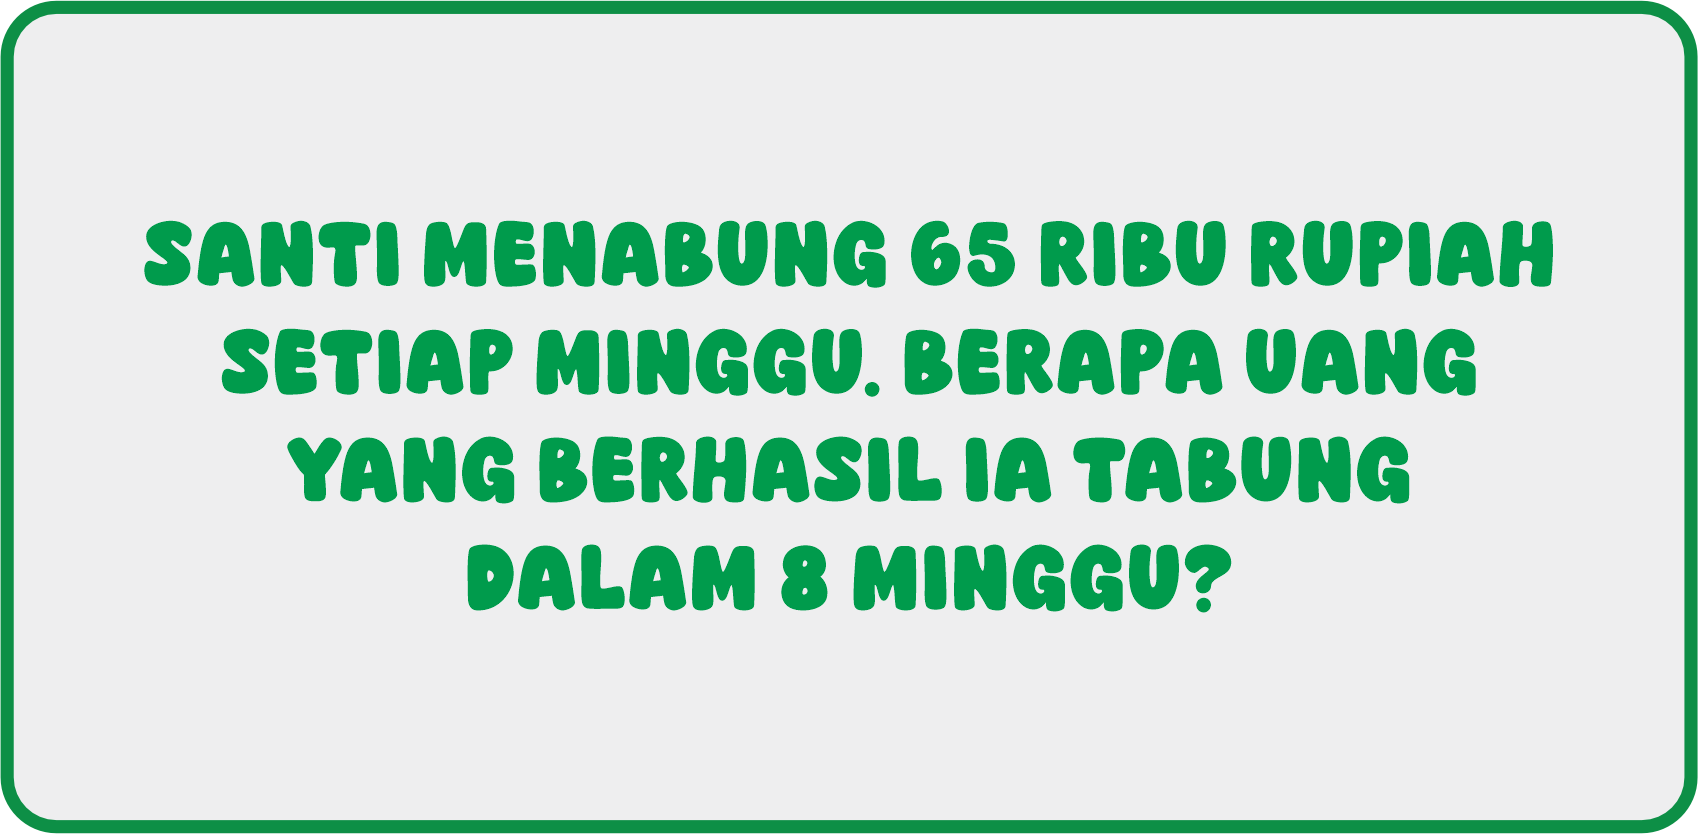 SANTI MENABUNG 65 RIBU RUPIAH
SETIAP MINGGU. BERAPA UANG
YANG BERHASIL IA TABUNG
DALAM 8 MINGGU?